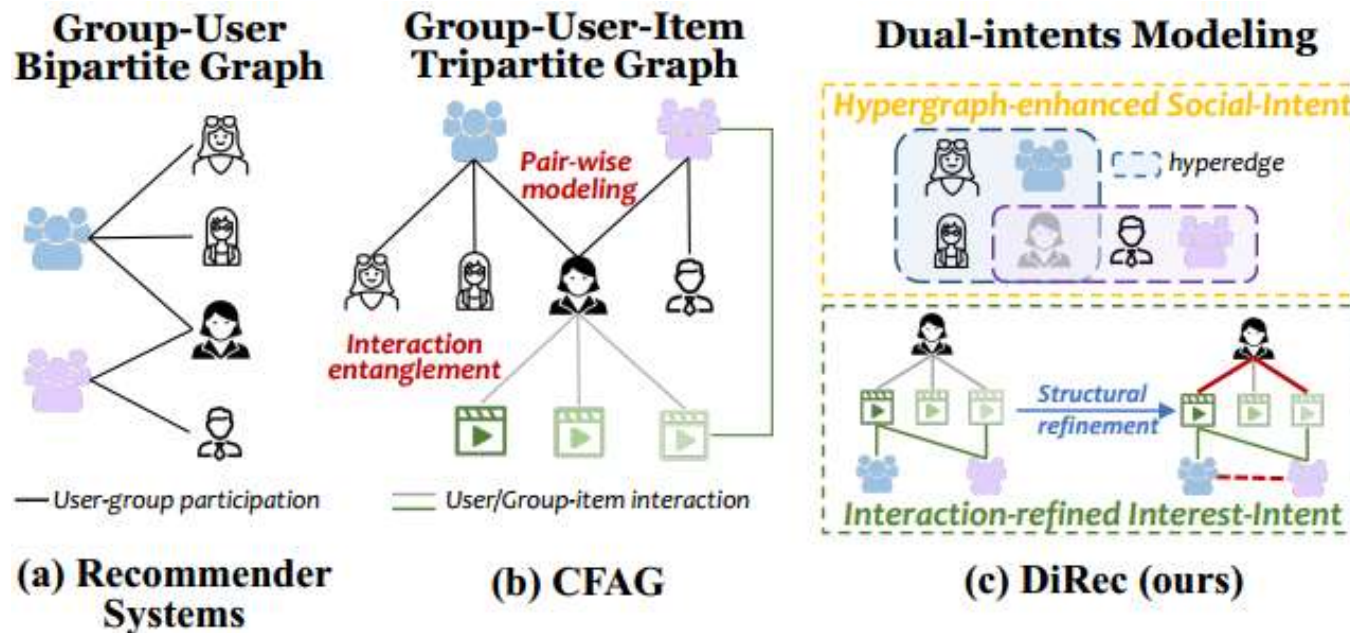 Group-User
Bipartite Graph
User-group participation
(a) Recommender
Systems
Group-User-Item
Tripartite Graph
Pair-wise
modeling
Interaction
entanglement
User/Group-item interaction
(b) CFAG
Dual-intents Modeling
Hypergraph-enhanced Social-Intent
hyperedge
Structural
refinement
Interaction-refined Interest-Intent
(c) DiRec (ours)